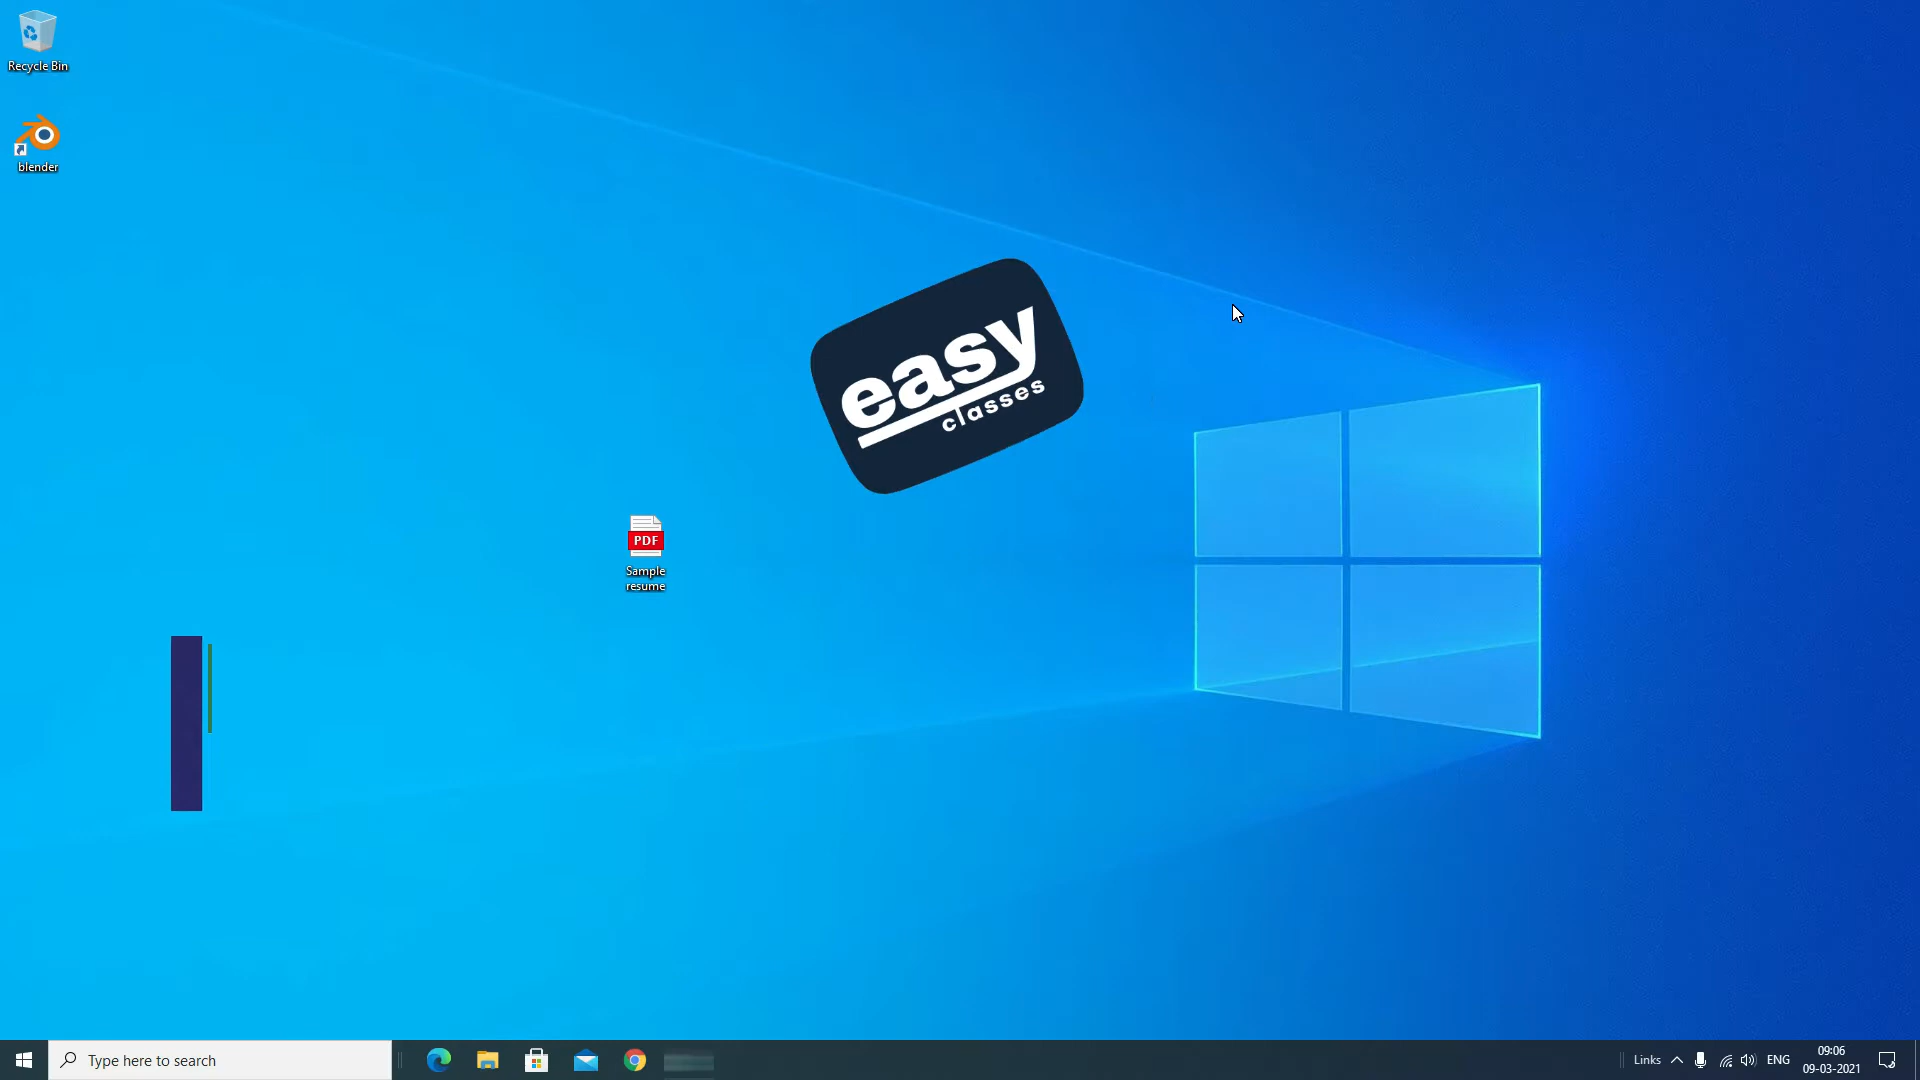 Recycle Bin
blender
easy
classes
PDF
Sample
resume
Type here to search
Links
ENG
09:06
09-03-2021